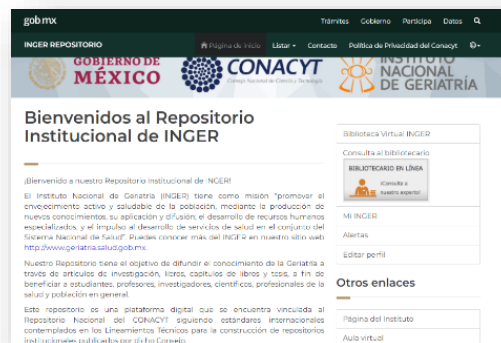 gob mx
Trámites Gobierno Participa Datos
INGER REPOSITORIO
Página de inicio Listar Contacto Política de Privacidad del Conacyt
GOBIERNO DE
MÉXICO
CONACYT
Consejo Nacional de Ciencia y Tecnología
INSTITUTO
NACIONAL
DE GERIATRÍA
Bienvenidos al Repositorio
Institucional de INGER
¡Bienvenido a nuestro Repositorio Institucional de INGER!
El Instituto Nacional de Geriatría (INGER) tiene como misión "promover el
envejecimiento activo y saludable de la población, mediante la producción de
nuevos conocimientos, su aplicación y difusión; el desarrollo de recursos humanos
especializados, y el impulso al desarrollo de servicios de salud en el conjunto del
Sistema Nacional de Salud". Puedes conocer más del INGER en nuestro sitio web
http://www.geriatria.salud.gob.mx.
Nuestro Repositorio tiene el objetivo de difundir el conocimiento de la Geriatría a
través de artículos de investigación, libros, capítulos de libros y tesis, a fin de
beneficiar a estudiantes, profesores, investigadores, científicos, profesionales de la
salud y población en general.
Este repositorio es una plataforma digital que se encuentra vinculada al
Repositorio Nacional del CONACYT siguiendo estándares internacionales
contemplados en los Lineamientos Técnicos para la construcción de repositorios
institucionales publicados por dicho Consejo.
Biblioteca Virtual INGER
Consulta al bibliotecario
BIBLIOTECARIO EN LÍNEA
¡Consulta a
nuestro experto!
Mi INGER
Alertas
Editar perfil
Otros enlaces
Página del Instituto
Aula virtual